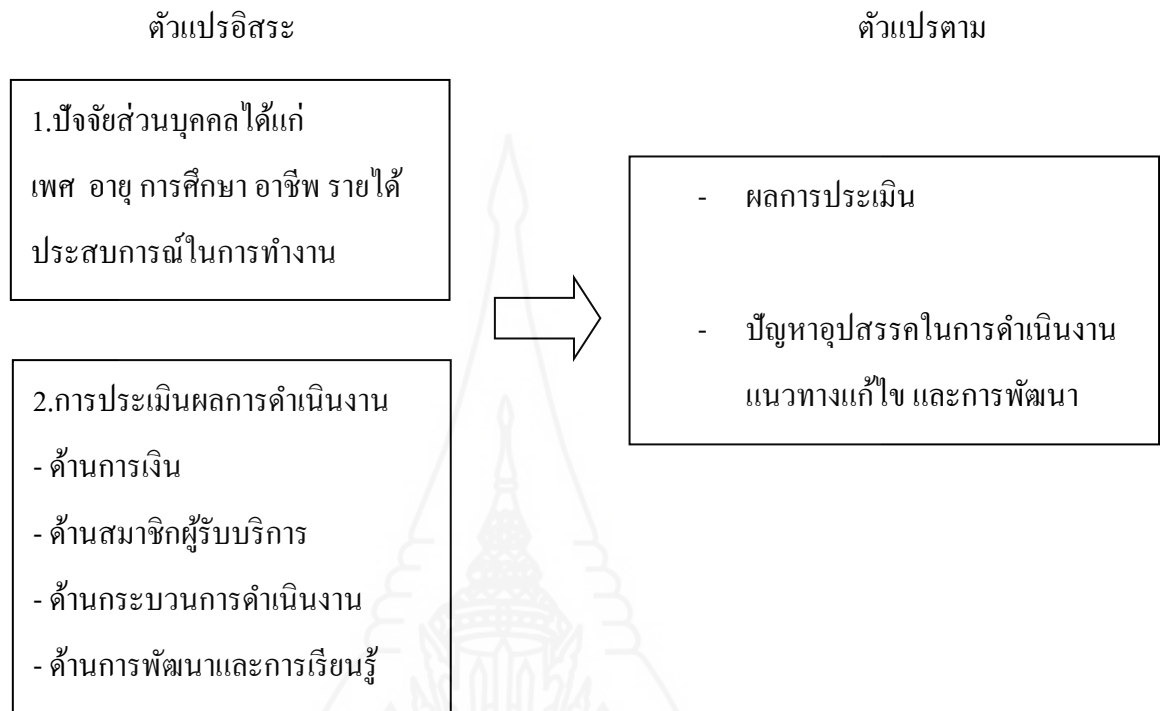 ตัวแปรอิสระ
ตัวแปรตาม
1.ปัจจัยส่วนบุคคลได้แก่
เพศ อายุ การศึกษา อาชีพ รายได้
ประสบการณ์ในการทำงาน
2.การประเมินผลการดำเนินงาน
- ด้านการเงิน
- ด้านสมาชิกผู้รับบริการ
- ด้านกระบวนการดำเนินงาน
- ด้านการพัฒนาและการเรียนรู้
- ผลการประเมิน
- ปัญหาอุปสรรคในการดำเนินงาน
แนวทางแก้ไข และการพัฒนา